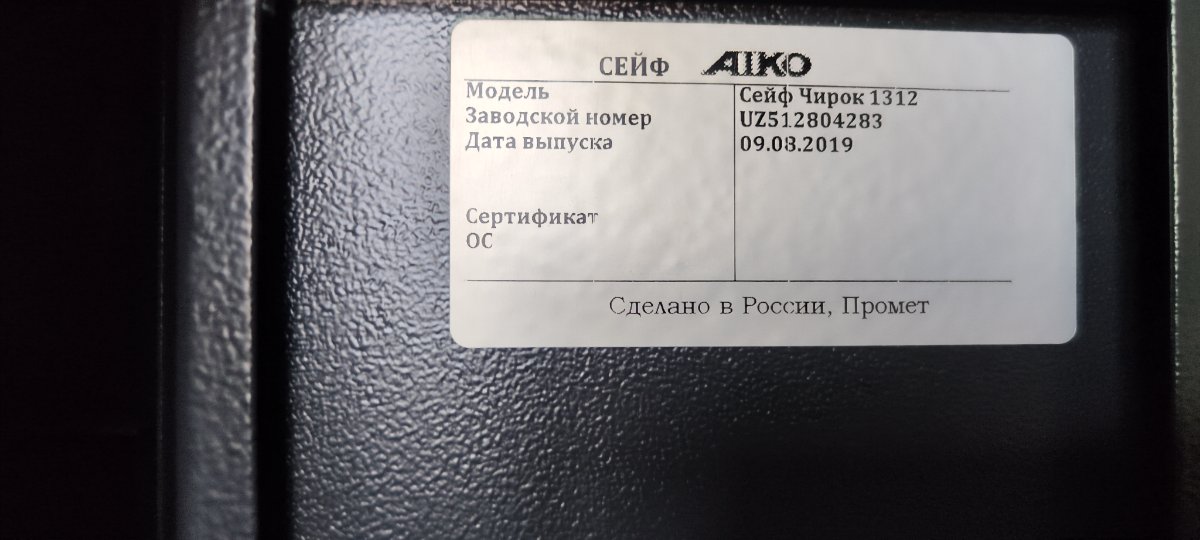 СЕЙФ AIKO
Модель Сейф Чирок 1312
Заводской номер UZ512804283
Дата выпуска 09.08.2019
Сертификат
ОС
Сделано в России, Промет